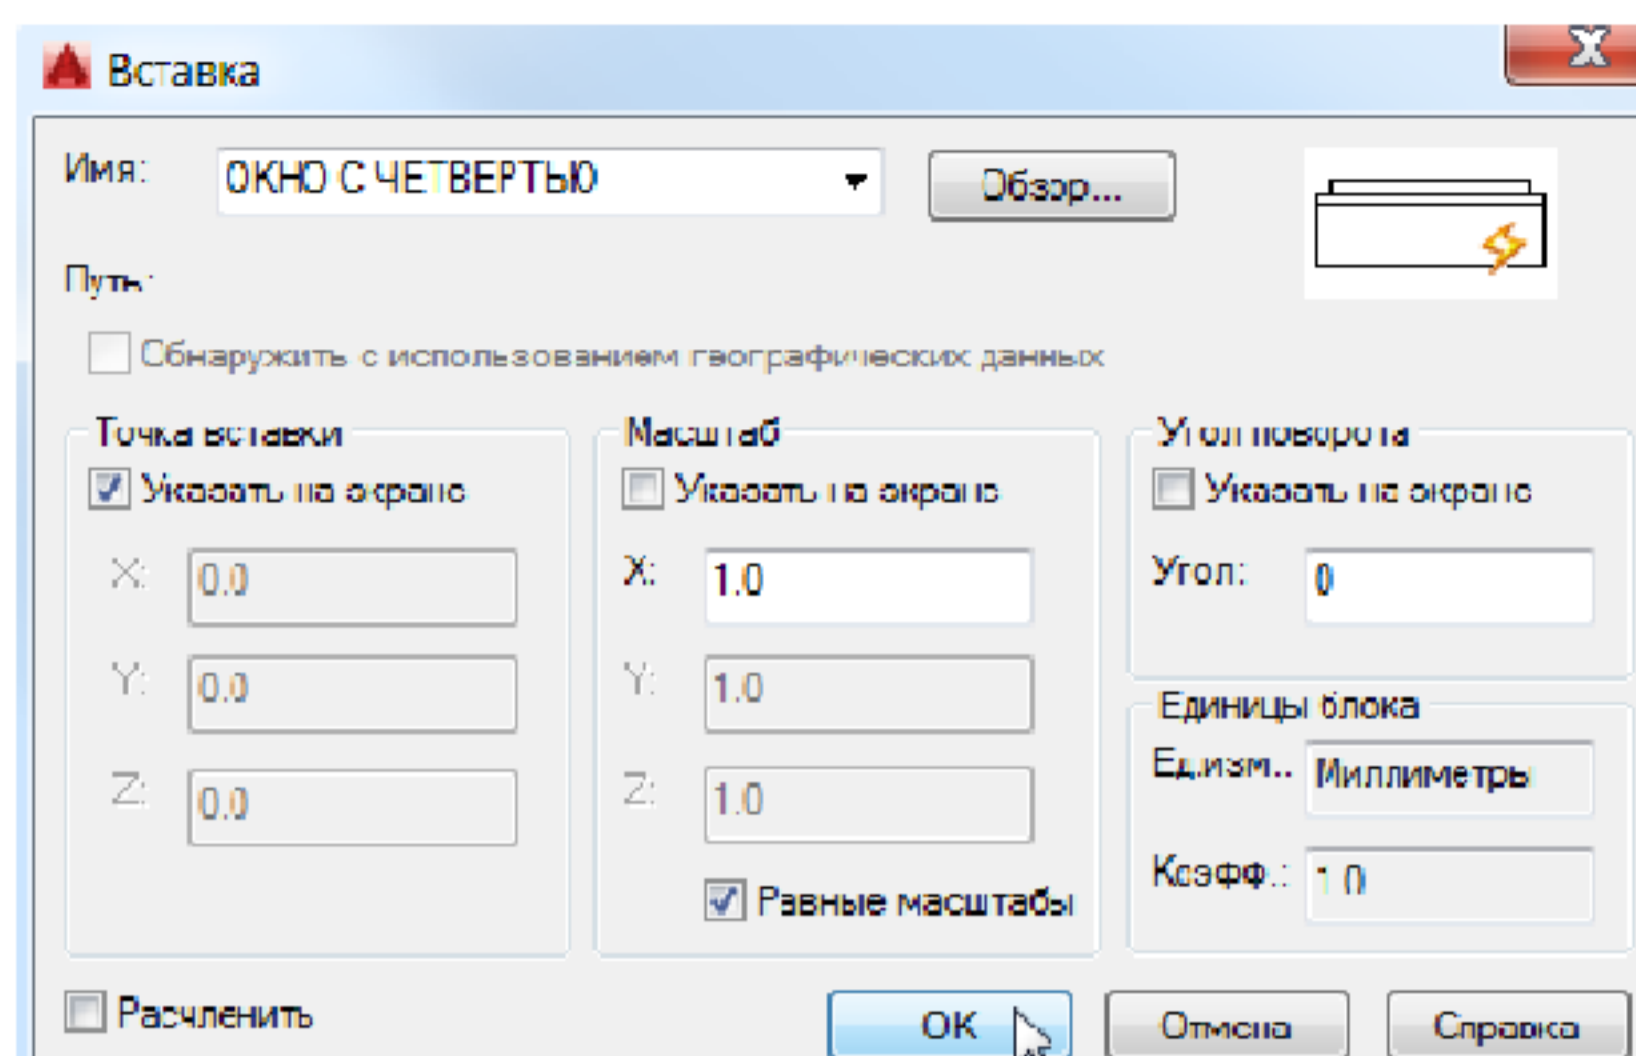 Вставка
Имя: ОКНО С ЧЕТВЕРТЬЮ Обзор...
Путь:
Обнаружить с использованием географических данных
Точка вставки Масштаб Угол поворота
Указать на экране Указать на экране Указать на экране
X: 0.0 X: 1.0 Угол: 0
Y: 0.0 Y: 1.0
Единицы блока
Ед.изм.: Миллиметры
Z: 0.0 Z: 1.0
Коэфф.: 1.0
Равные масштабы
Расчленить OK Отмена Справка